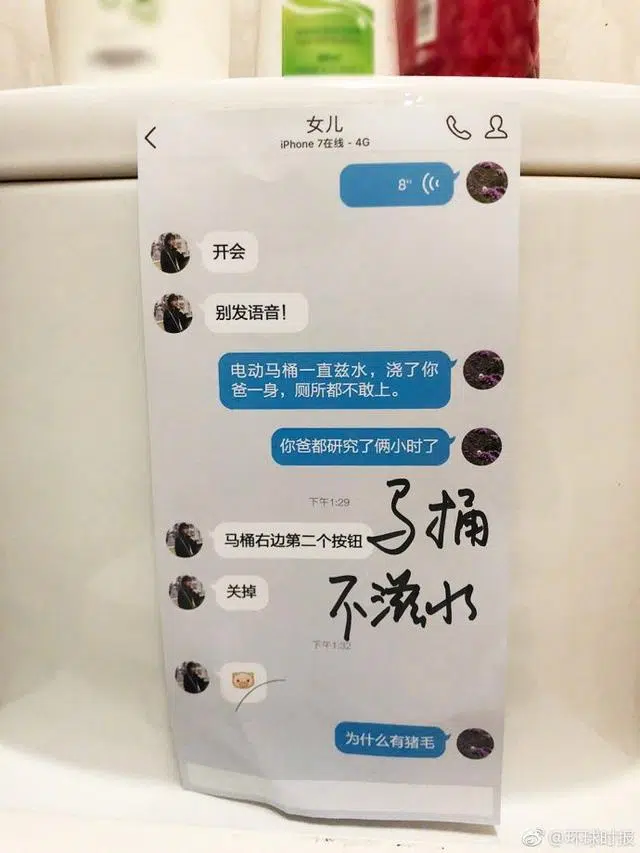 女儿
iPhone 7在线 - 4G
8"
开会
别发语音！
电动马桶一直兹水，浇了你
爸一身，厕所都不敢上。
你爸都研究了俩小时了
下午1:29
马桶右边第二个按钮
马桶
关掉
不滋水
下午1:32
为什么有猪毛
@环球时报